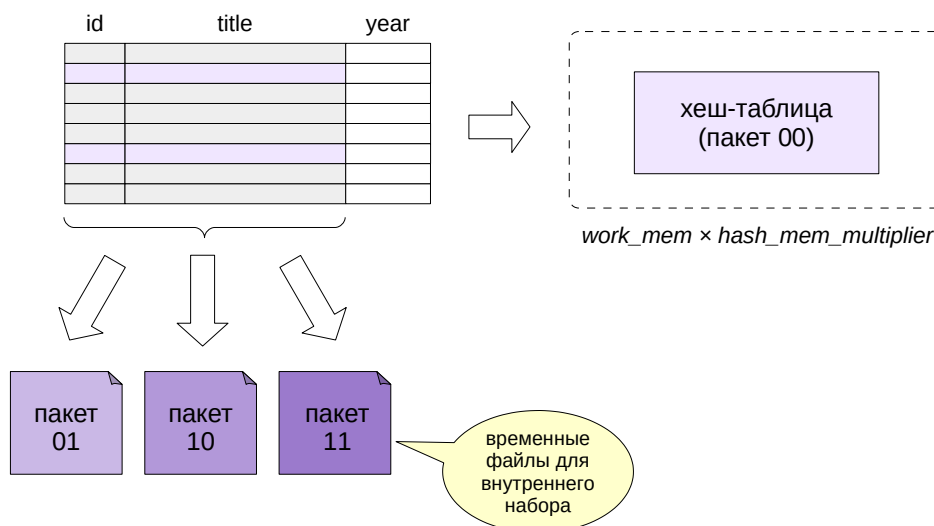 id title year
хеш-таблица
(пакет 00)
work_mem × hash_mem_multiplier
пакет
01
пакет
10
пакет
11
временные
файлы для
внутреннего
набора